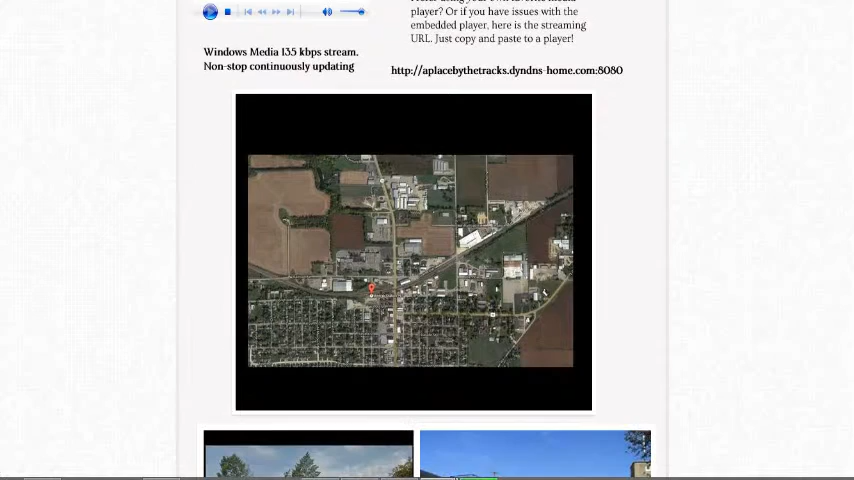 player? Or if you have issues with the
embedded player, here is the streaming
URL. Just copy and paste to a player!
Windows Media 135 kbps stream.
Non-stop continuously updating
http://aplacebythetracks.dyndns-home.com:8080